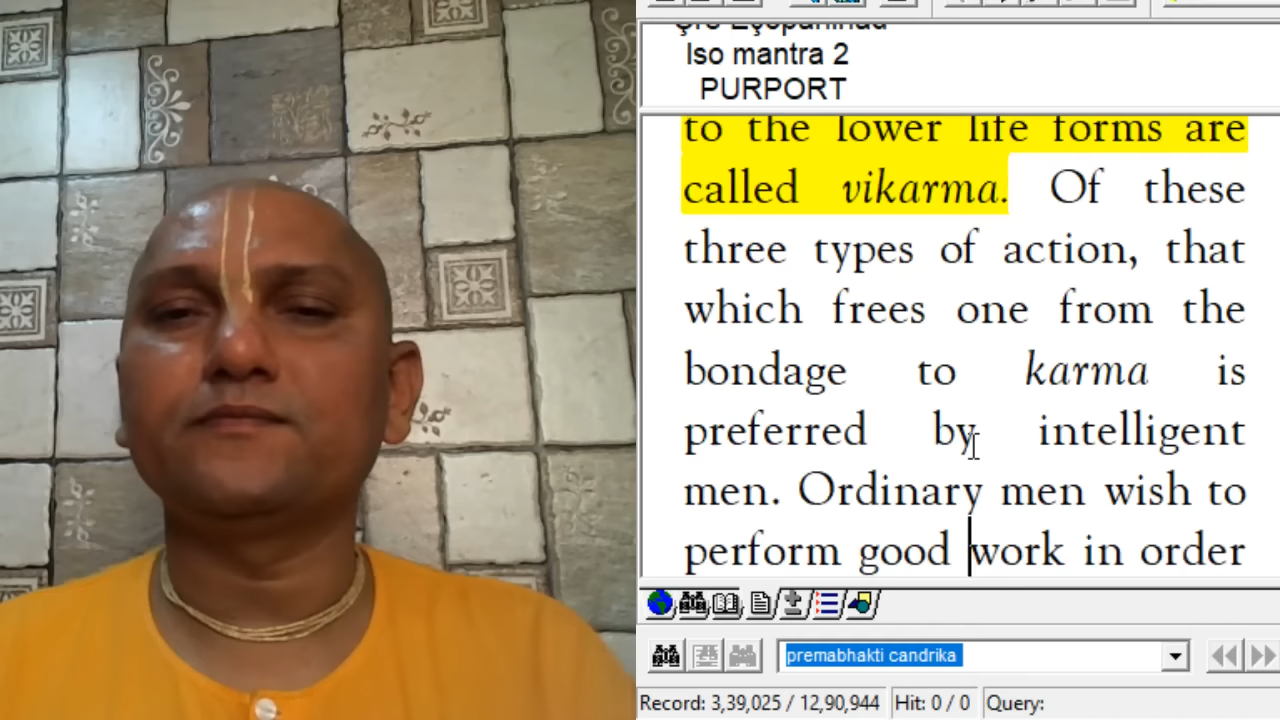 Çré Éçopaniñad
Iso mantra 2
PURPORT
to the lower life forms are
called vikarma. Of these
three types of action, that
which frees one from the
bondage to karma is
preferred by intelligent
men. Ordinary men wish to
perform good work in order
premabhakti candrika
Record: 3,39,025 / 12,90,944 Hit: 0 / 0 Query: